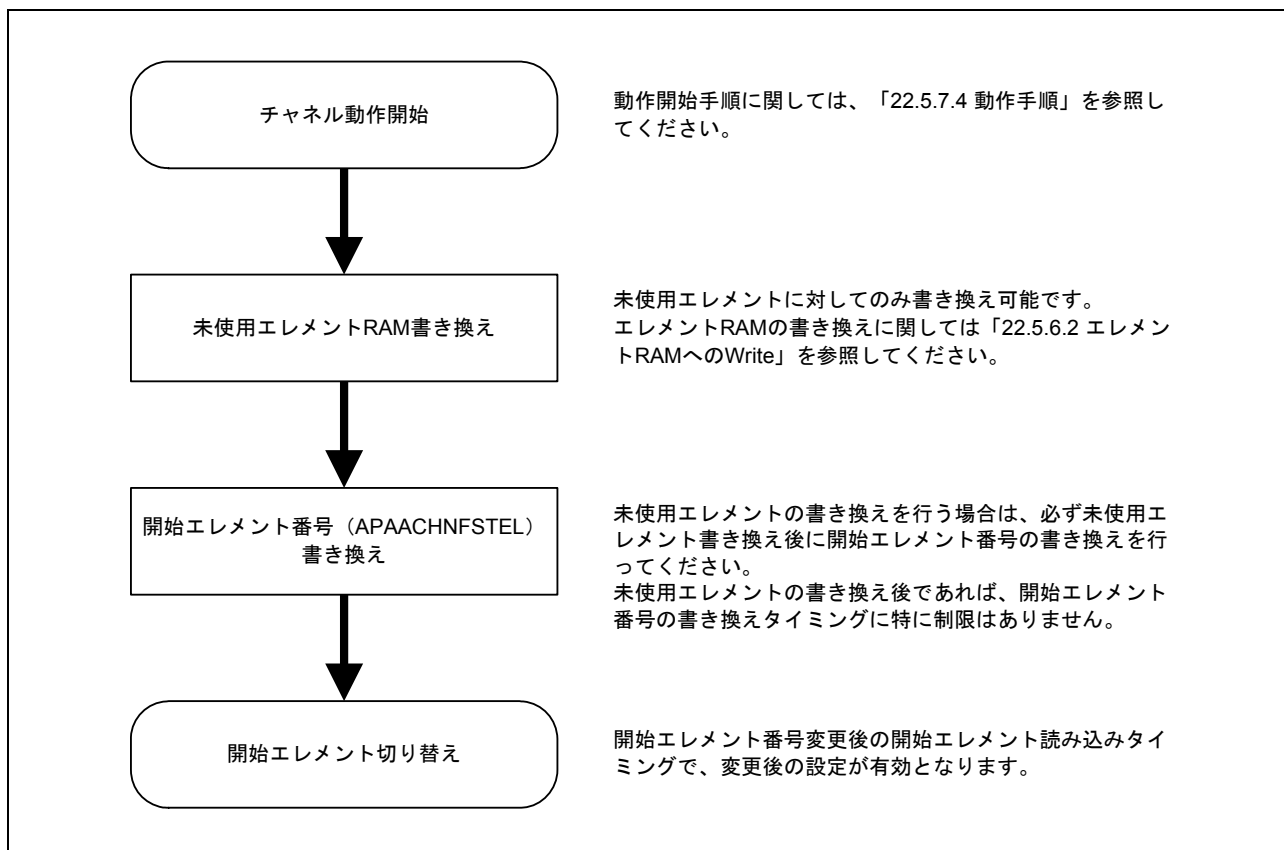 チャネル動作開始
動作開始手順に関しては、「22.5.7.4 動作手順」を参照し
てください。
未使用エレメントRAM書き換え
未使用エレメントに対してのみ書き換え可能です。
エレメントRAMの書き換えに関しては「22.5.6.2 エレメン
トRAMへのWrite」を参照してください。
開始エレメント番号（APAACHNFSTEL）
書き換え
未使用エレメントの書き換えを行う場合は、必ず未使用エ
レメント書き換え後に開始エレメント番号の書き換えを行
ってください。
未使用エレメントの書き換え後であれば、開始エレメント
番号の書き換えタイミングに特に制限はありません。
開始エレメント切り替え
開始エレメント番号変更後の開始エレメント読み込みタイ
ミングで、変更後の設定が有効となります。